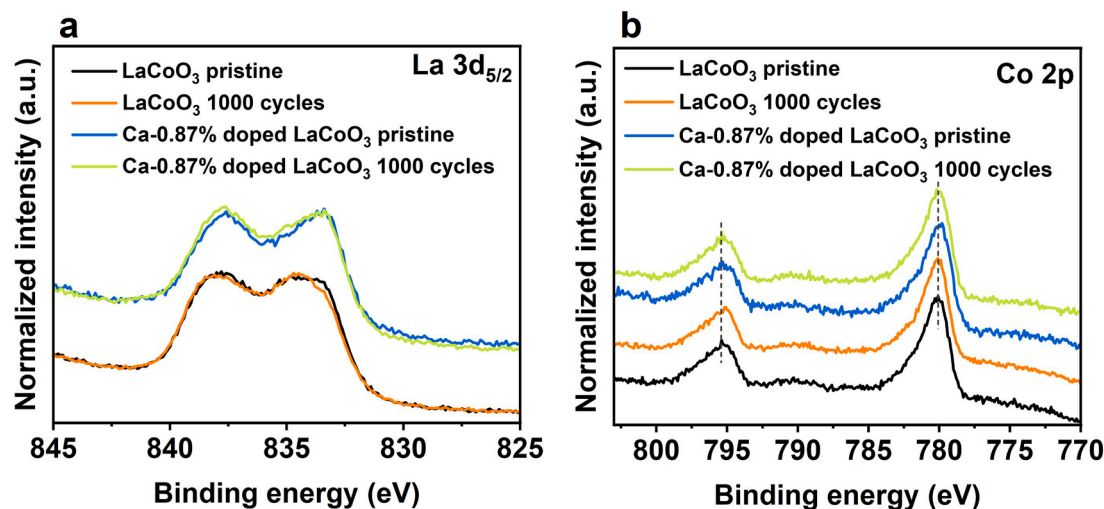 a
La 3d5/2
LaCoO3 pristine
LaCoO3 1000 cycles
Ca-0.87% doped LaCoO3 pristine
Ca-0.87% doped LaCoO3 1000 cycles
Normalized intensity (a.u.)
845 840 835 830 825
Binding energy (eV)
b
Co 2p
LaCoO3 pristine
LaCoO3 1000 cycles
Ca-0.87% doped LaCoO3 pristine
Ca-0.87% doped LaCoO3 1000 cycles
Normalized intensity (a.u.)
800 795 790 785 780 775 770
Binding energy (eV)